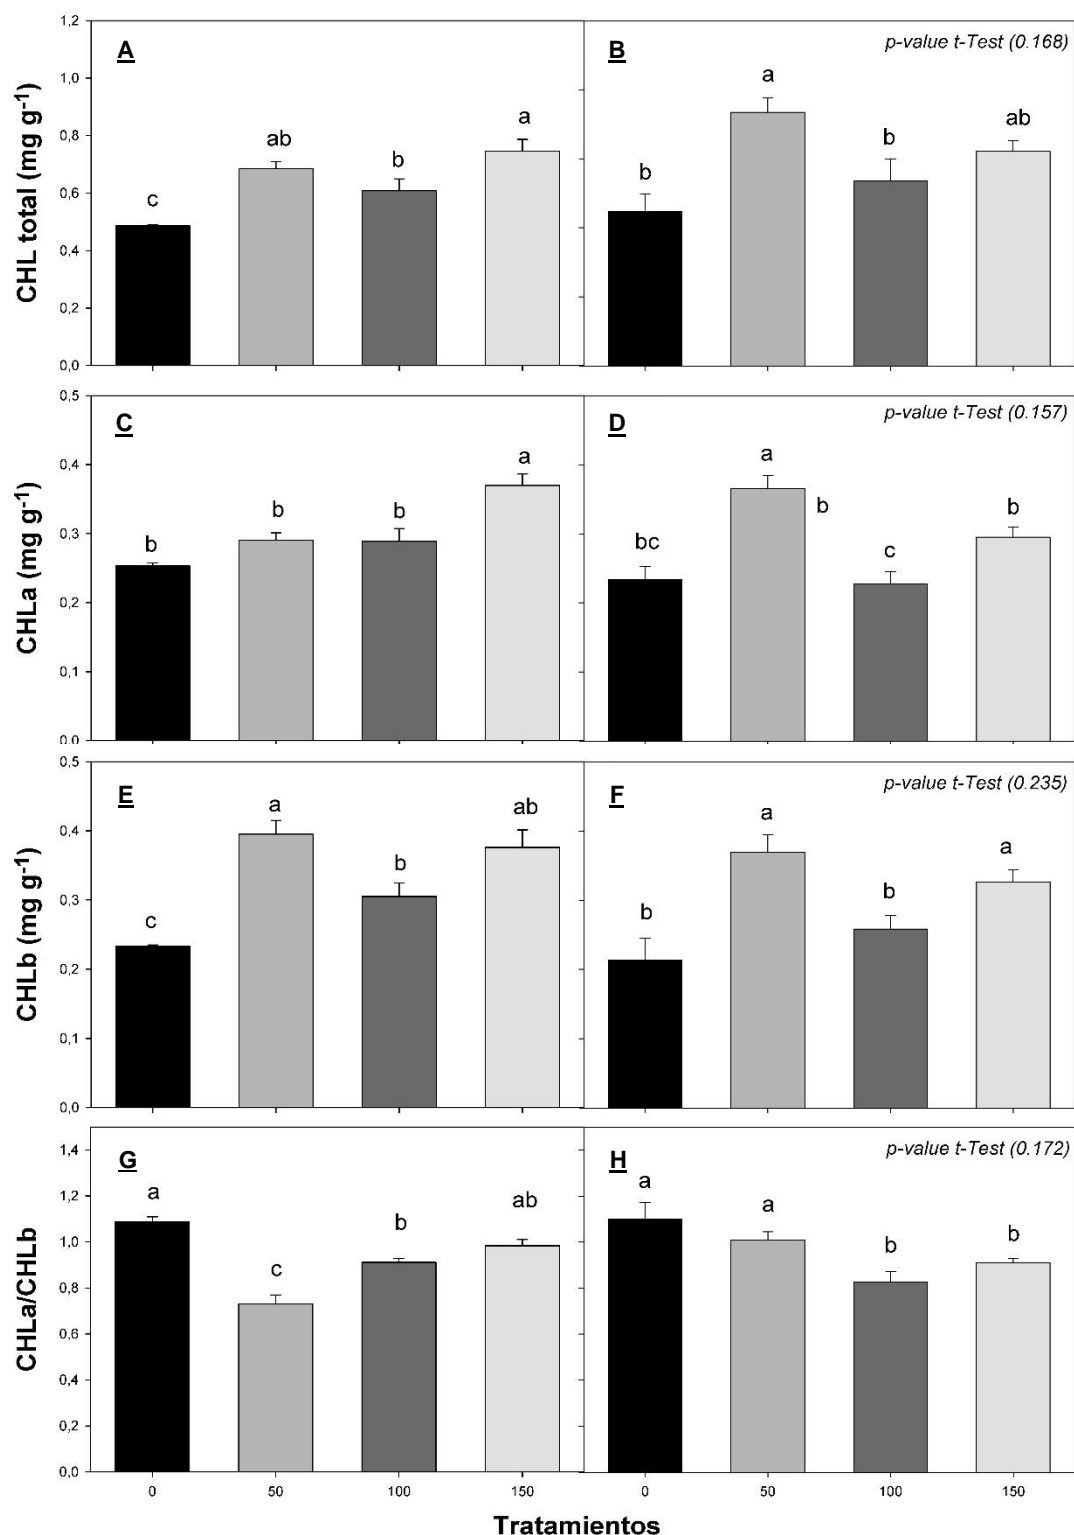 CHL total (mg g-1)
1,2
1,0
0,8
0,6
0,4
0,2
0,0
A
c
ab
b
a
B
p-value t-Test (0.168)
b
a
b
ab
CHLa (mg g-1)
0,5
0,4
0,3
0,2
0,1
0,0
C
b
b
b
a
D
p-value t-Test (0.157)
bc
a
b
c
b
CHLb (mg g-1)
0,5
0,4
0,3
0,2
0,1
0,0
E
c
a
b
ab
F
p-value t-Test (0.235)
b
a
b
a
CHLa/CHLb
1,4
1,2
1,0
0,8
0,6
0,4
0,2
0,0
G
a
c
b
ab
H
p-value t-Test (0.172)
a
a
b
b
0 50 100 150 0 50 100 150
Tratamientos